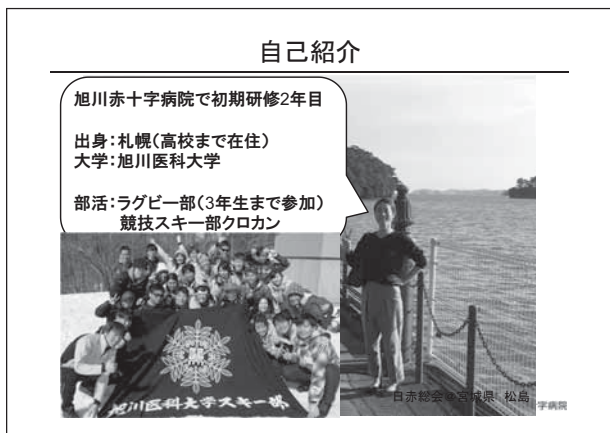 自己紹介
旭川赤十字病院で初期研修2年目
出身：札幌（高校まで在住）
大学：旭川医科大学
部活：ラグビー部（3年生まで参加）
競技スキー部クロカン
旭川医科大学スキー部
日赤総会＠宮城県 松島
字病院